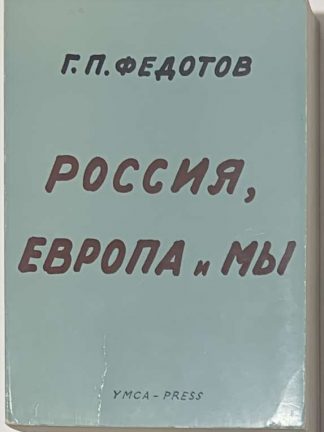 Г. П. ФЕДОТОВ
РОССИЯ,
ЕВРОПА и МЫ
YMCA - PRESS